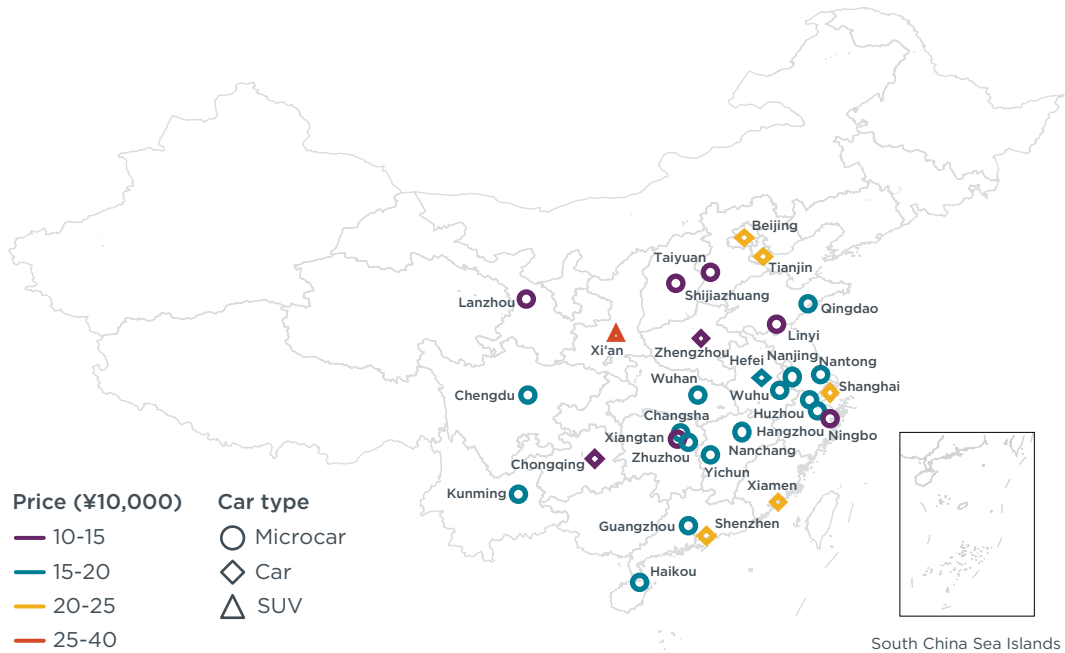 Beijing
Taiyuan
Tianjin
Shijiazhuang
Lanzhou
Qingdao
Linyi
Xi'an
Zhengzhou
Hefei
Nanjing
Nantong
Wuhan
Shanghai
Chengdu
Wuhu
Changsha
Huzhou
Xiangtan
Hangzhou
Ningbo
Zhuzhou
Nanchang
Chongqing
Yichun
Xiamen
Kunming
Guangzhou
Shenzhen
Haikou
Price (¥10,000)
10-15
15-20
20-25
25-40
Car type
Microcar
Car
SUV
South China Sea Islands